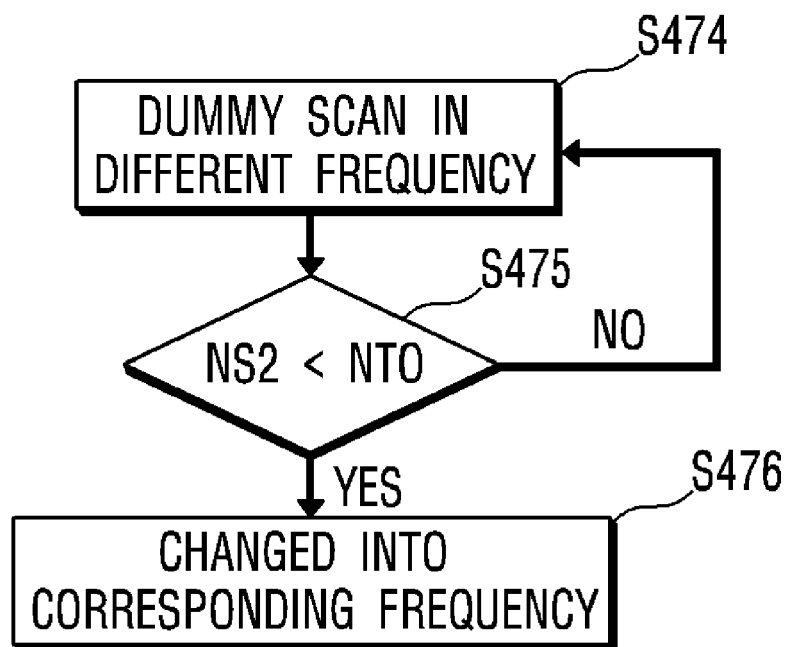 S474
DUMMY SCAN IN
DIFFERENT FREQUENCY
S475
NS2 < NTO
NO
YES
S476
CHANGED INTO
CORRESPONDING FREQUENCY